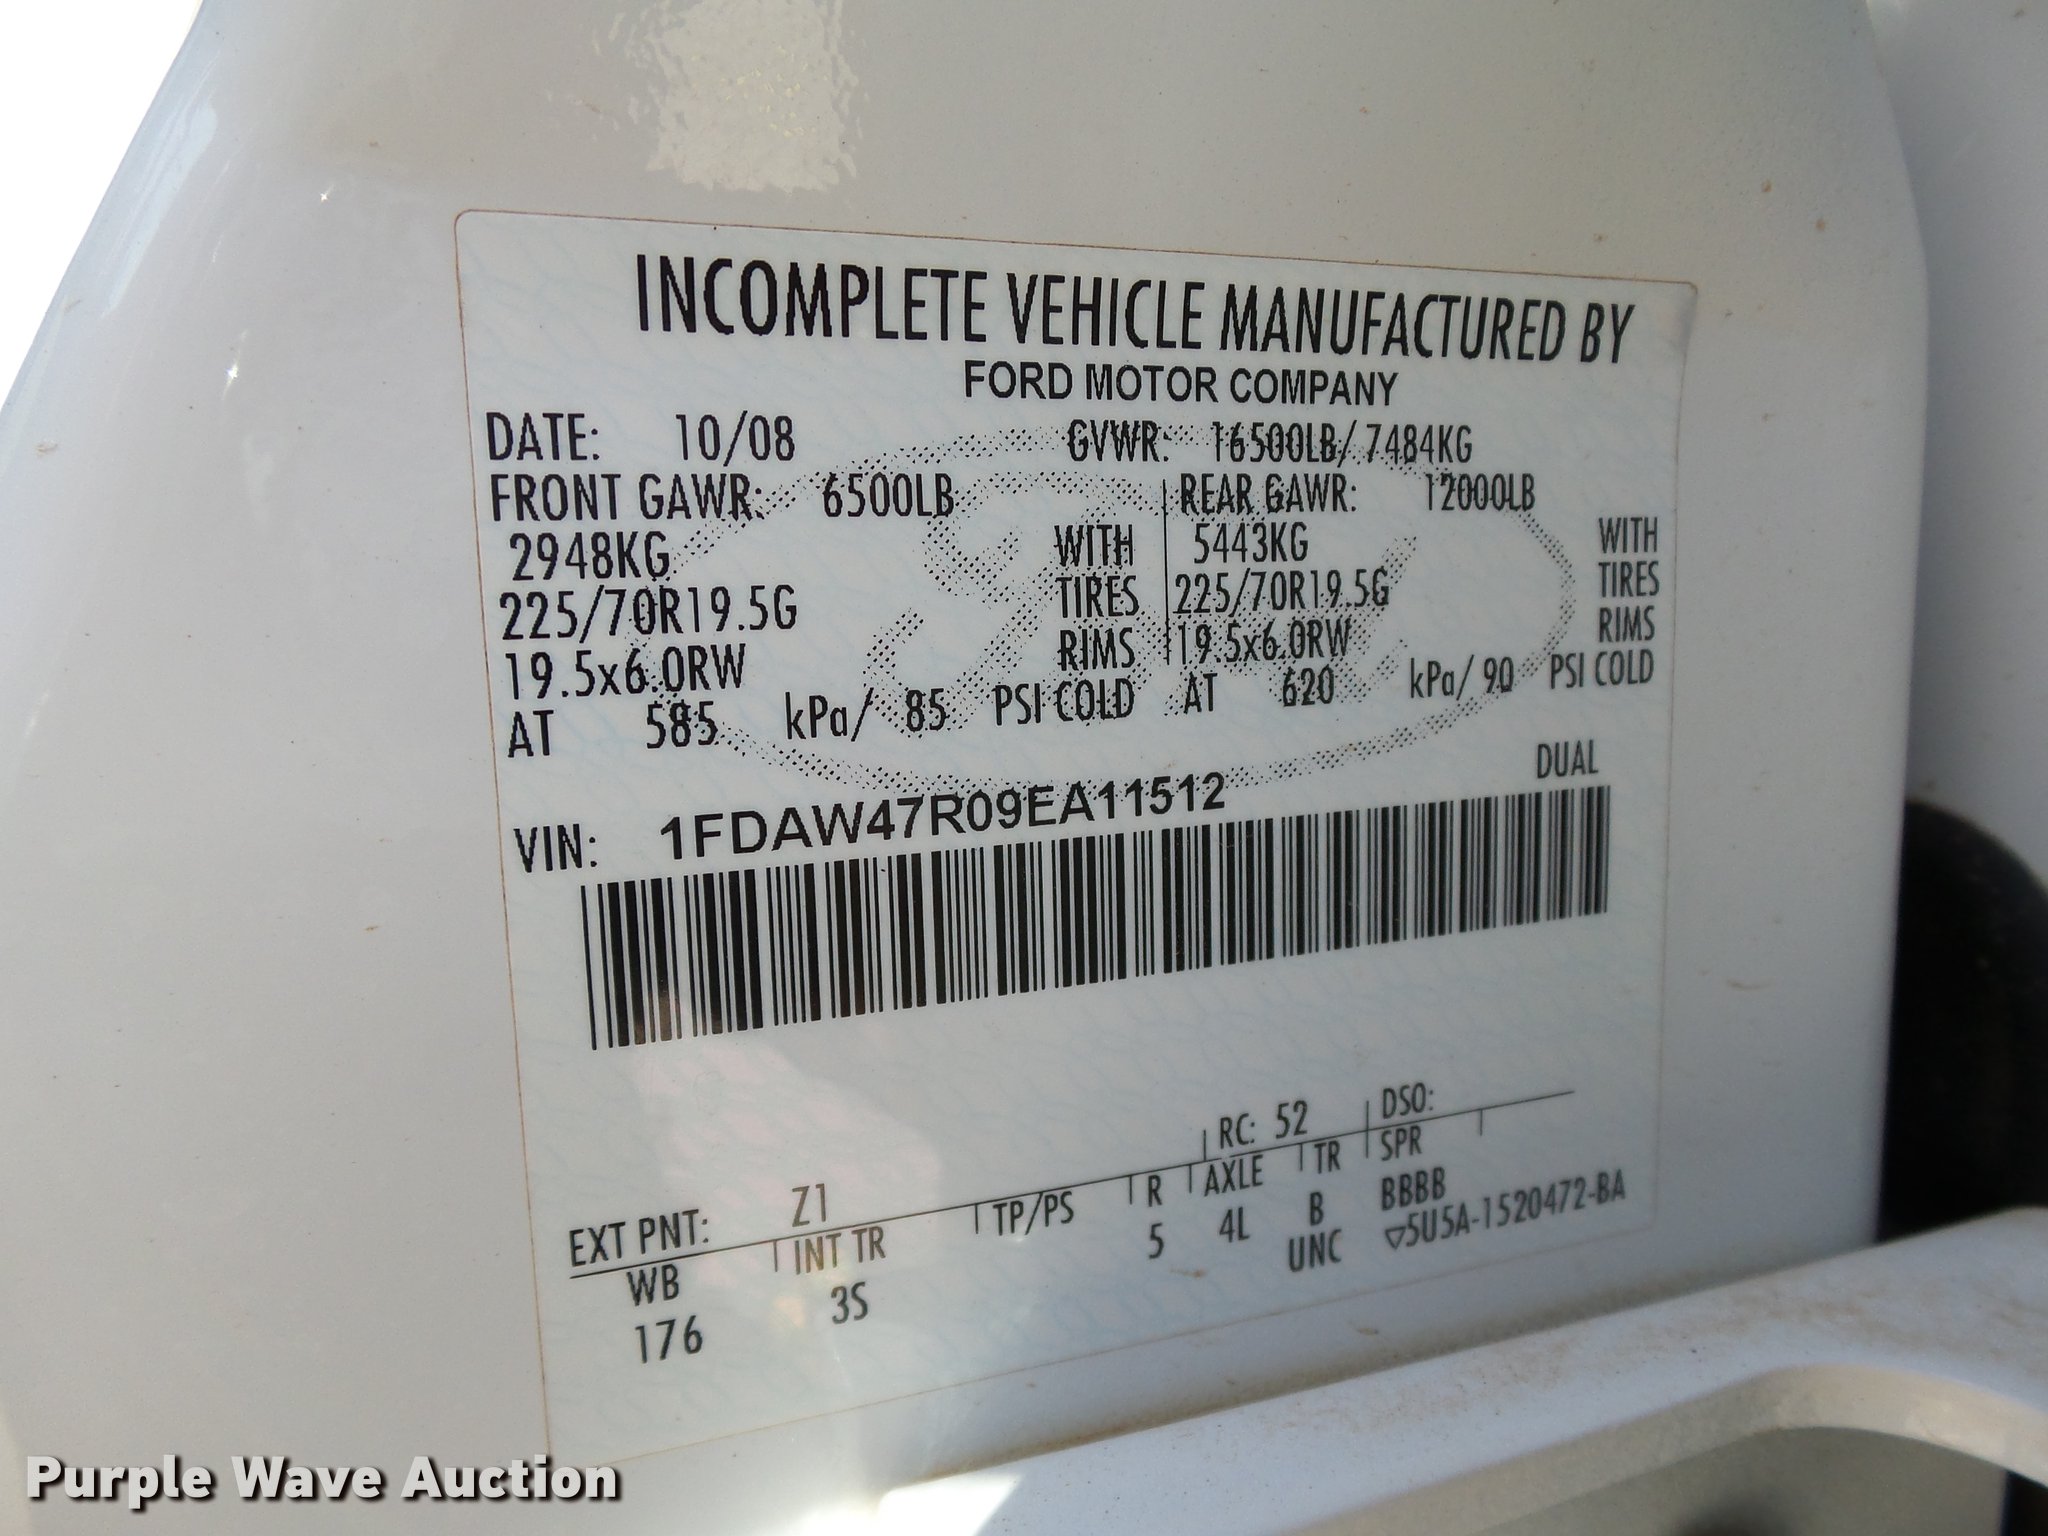 INCOMPLETE VEHICLE MANUFACTURED BY
FORD MOTOR COMPANY
DATE: 10/08 GVWR: 16500LB/ 7484KG
FRONT GAWR: 6500LB REAR GAWR: 12000LB
2948KG WITH 5443KG WITH
225/70R19.5G TIRES 225/70R19.5G TIRES
19.5x6.0RW RIMS 19.5x6.0RW RIMS
AT 585 kPa/ 85 PSI COLD AT 620 kPa/ 90 PSI COLD
DUAL
VIN: 1FDAW47R09EA11512
EXT PNT: Z1 RC: 52 DSO:
WB INT TR TP/PS R AXLE TR SPR
176 3S 5 4L B BBBB
UNC ▽5U5A-1520472-BA
Purple Wave Auction